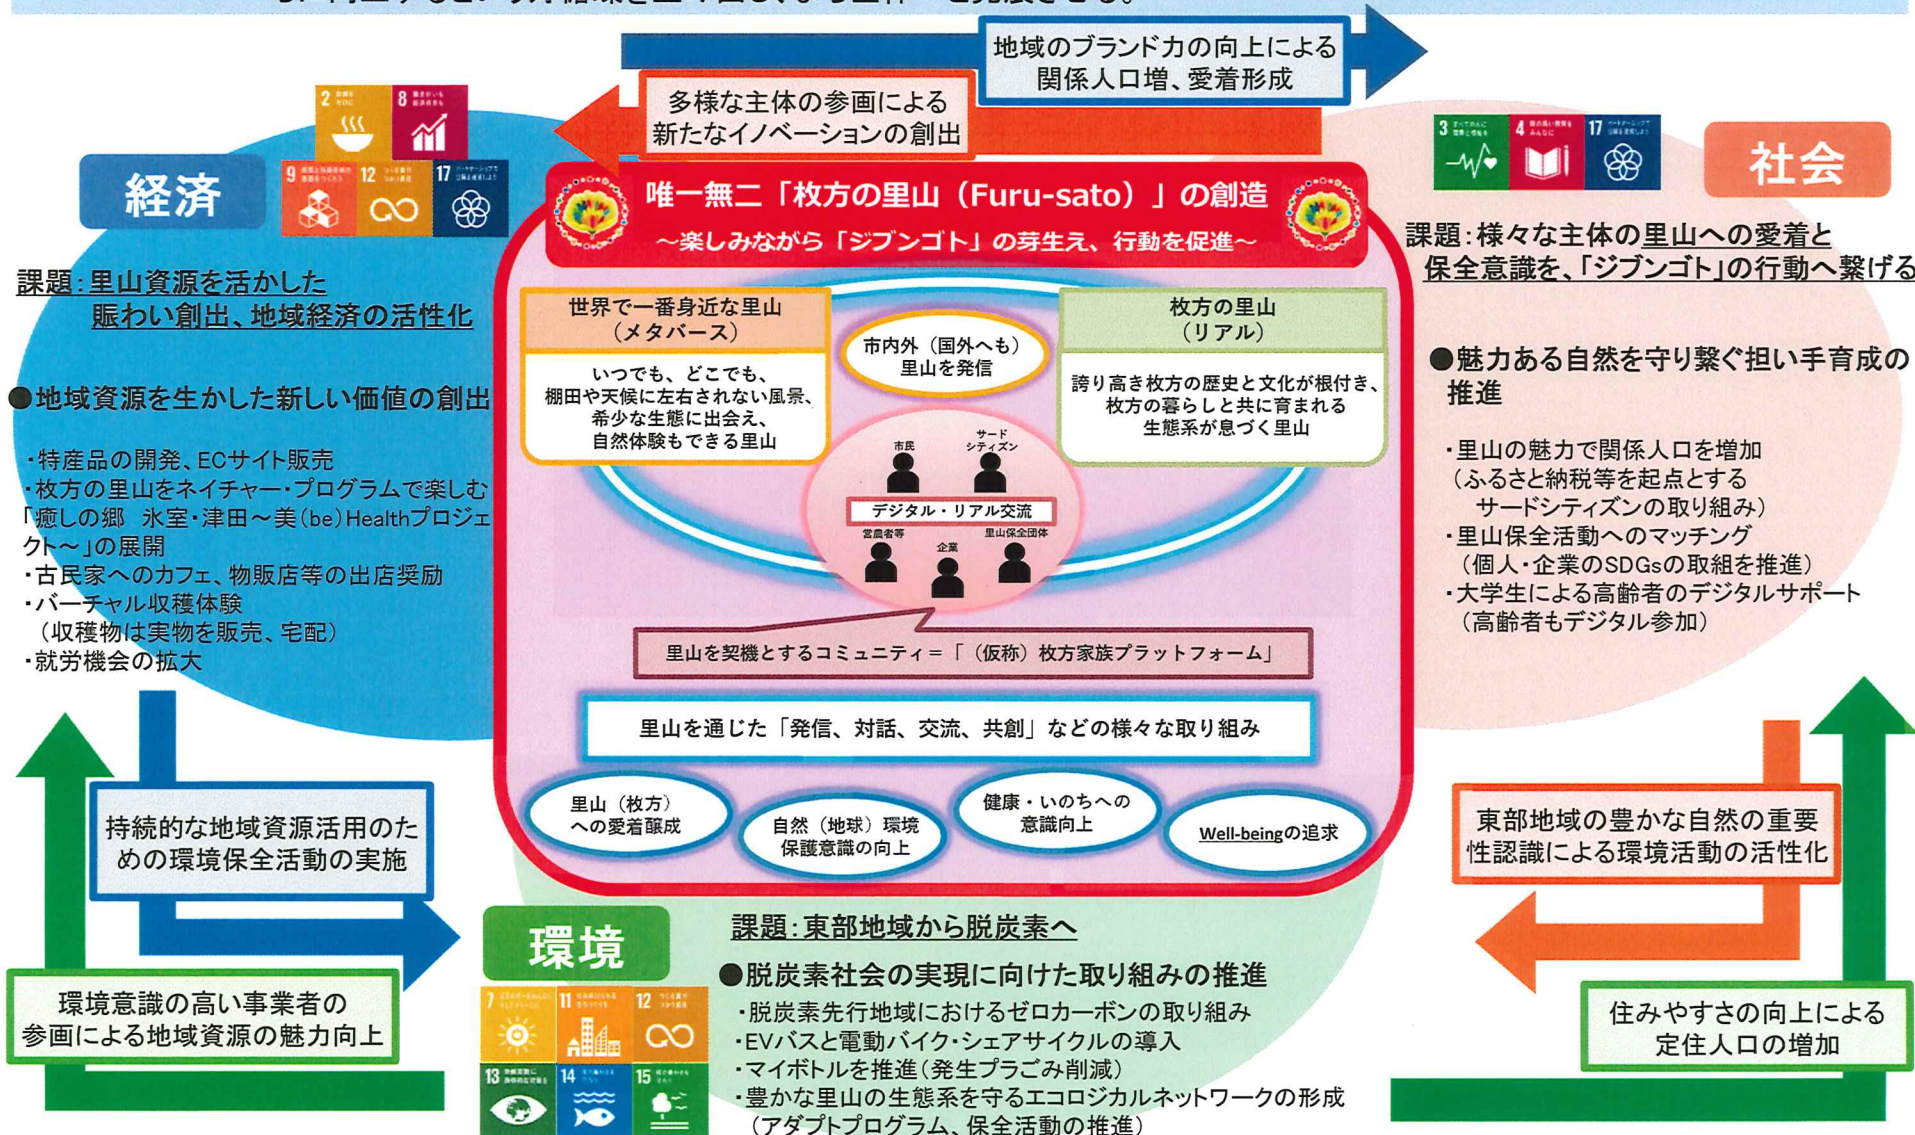 地域のブランド力の向上による
関係人口増、愛着形成
多様な主体の参画による
新たなイノベーションの創出
経済
2
8
9
12
17
課題：里山資源を活かした
賑わい創出、地域経済の活性化
●地域資源を生かした新しい価値の創出
・特産品の開発、ECサイト販売
・枚方の里山をネイチャー・プログラムで楽しむ
「癒しの郷 氷室・津田～美(be)Healthプロジェ
クト～」の展開
・古民家へのカフェ、物販店等の出店奨励
・バーチャル収穫体験
（収穫物は実物を販売、宅配）
・就労機会の拡大
唯一無二「枚方の里山（Furu-sato）」の創造
～楽しみながら「ジブンゴト」の芽生え、行動を促進～
世界で一番身近な里山
（メタバース）
いつでも、どこでも、
棚田や天候に左右されない風景、
希少な生態に出会え、
自然体験もできる里山
市内外（国外へも）
里山を発信
枚方の里山
（リアル）
誇り高き枚方の歴史と文化が根付き、
枚方の暮らしと共に育まれる
生態系が息づく里山
市民
サード
シティズン
デジタル・リアル交流
営農者等
企業
里山保全団体
里山を契機とするコミュニティ＝「（仮称）枚方家族プラットフォーム」
里山を通じた「発信、対話、交流、共創」などの様々な取り組み
里山（枚方）
への愛着醸成
自然（地球）環境
保護意識の向上
健康・いのちへの
意識向上
Well-beingの追求
社会
3
4
17
課題：様々な主体の里山への愛着と
保全意識を、「ジブンゴト」の行動へ繋げる
●魅力ある自然を守り繋ぐ担い手育成の
推進
・里山の魅力で関係人口を増加
（ふるさと納税等を起点とする
サードシティズンの取り組み）
・里山保全活動へのマッチング
（個人・企業のSDGsの取組を推進）
・大学生による高齢者のデジタルサポート
（高齢者もデジタル参加）
持続的な地域資源活用のた
めの環境保全活動の実施
環境意識の高い事業者の
参画による地域資源の魅力向上
東部地域の豊かな自然の重要
性認識による環境活動の活性化
住みやすさの向上による
定住人口の増加
環境
7
11
12
13
14
15
課題：東部地域から脱炭素へ
●脱炭素社会の実現に向けた取り組みの推進
・脱炭素先行地域におけるゼロカーボンの取り組み
・EVバスと電動バイク・シェアサイクルの導入
・マイボトルを推進（発生プラごみ削減）
・豊かな里山の生態系を守るエコロジカルネットワークの形成
（アダプトプログラム、保全活動の推進）